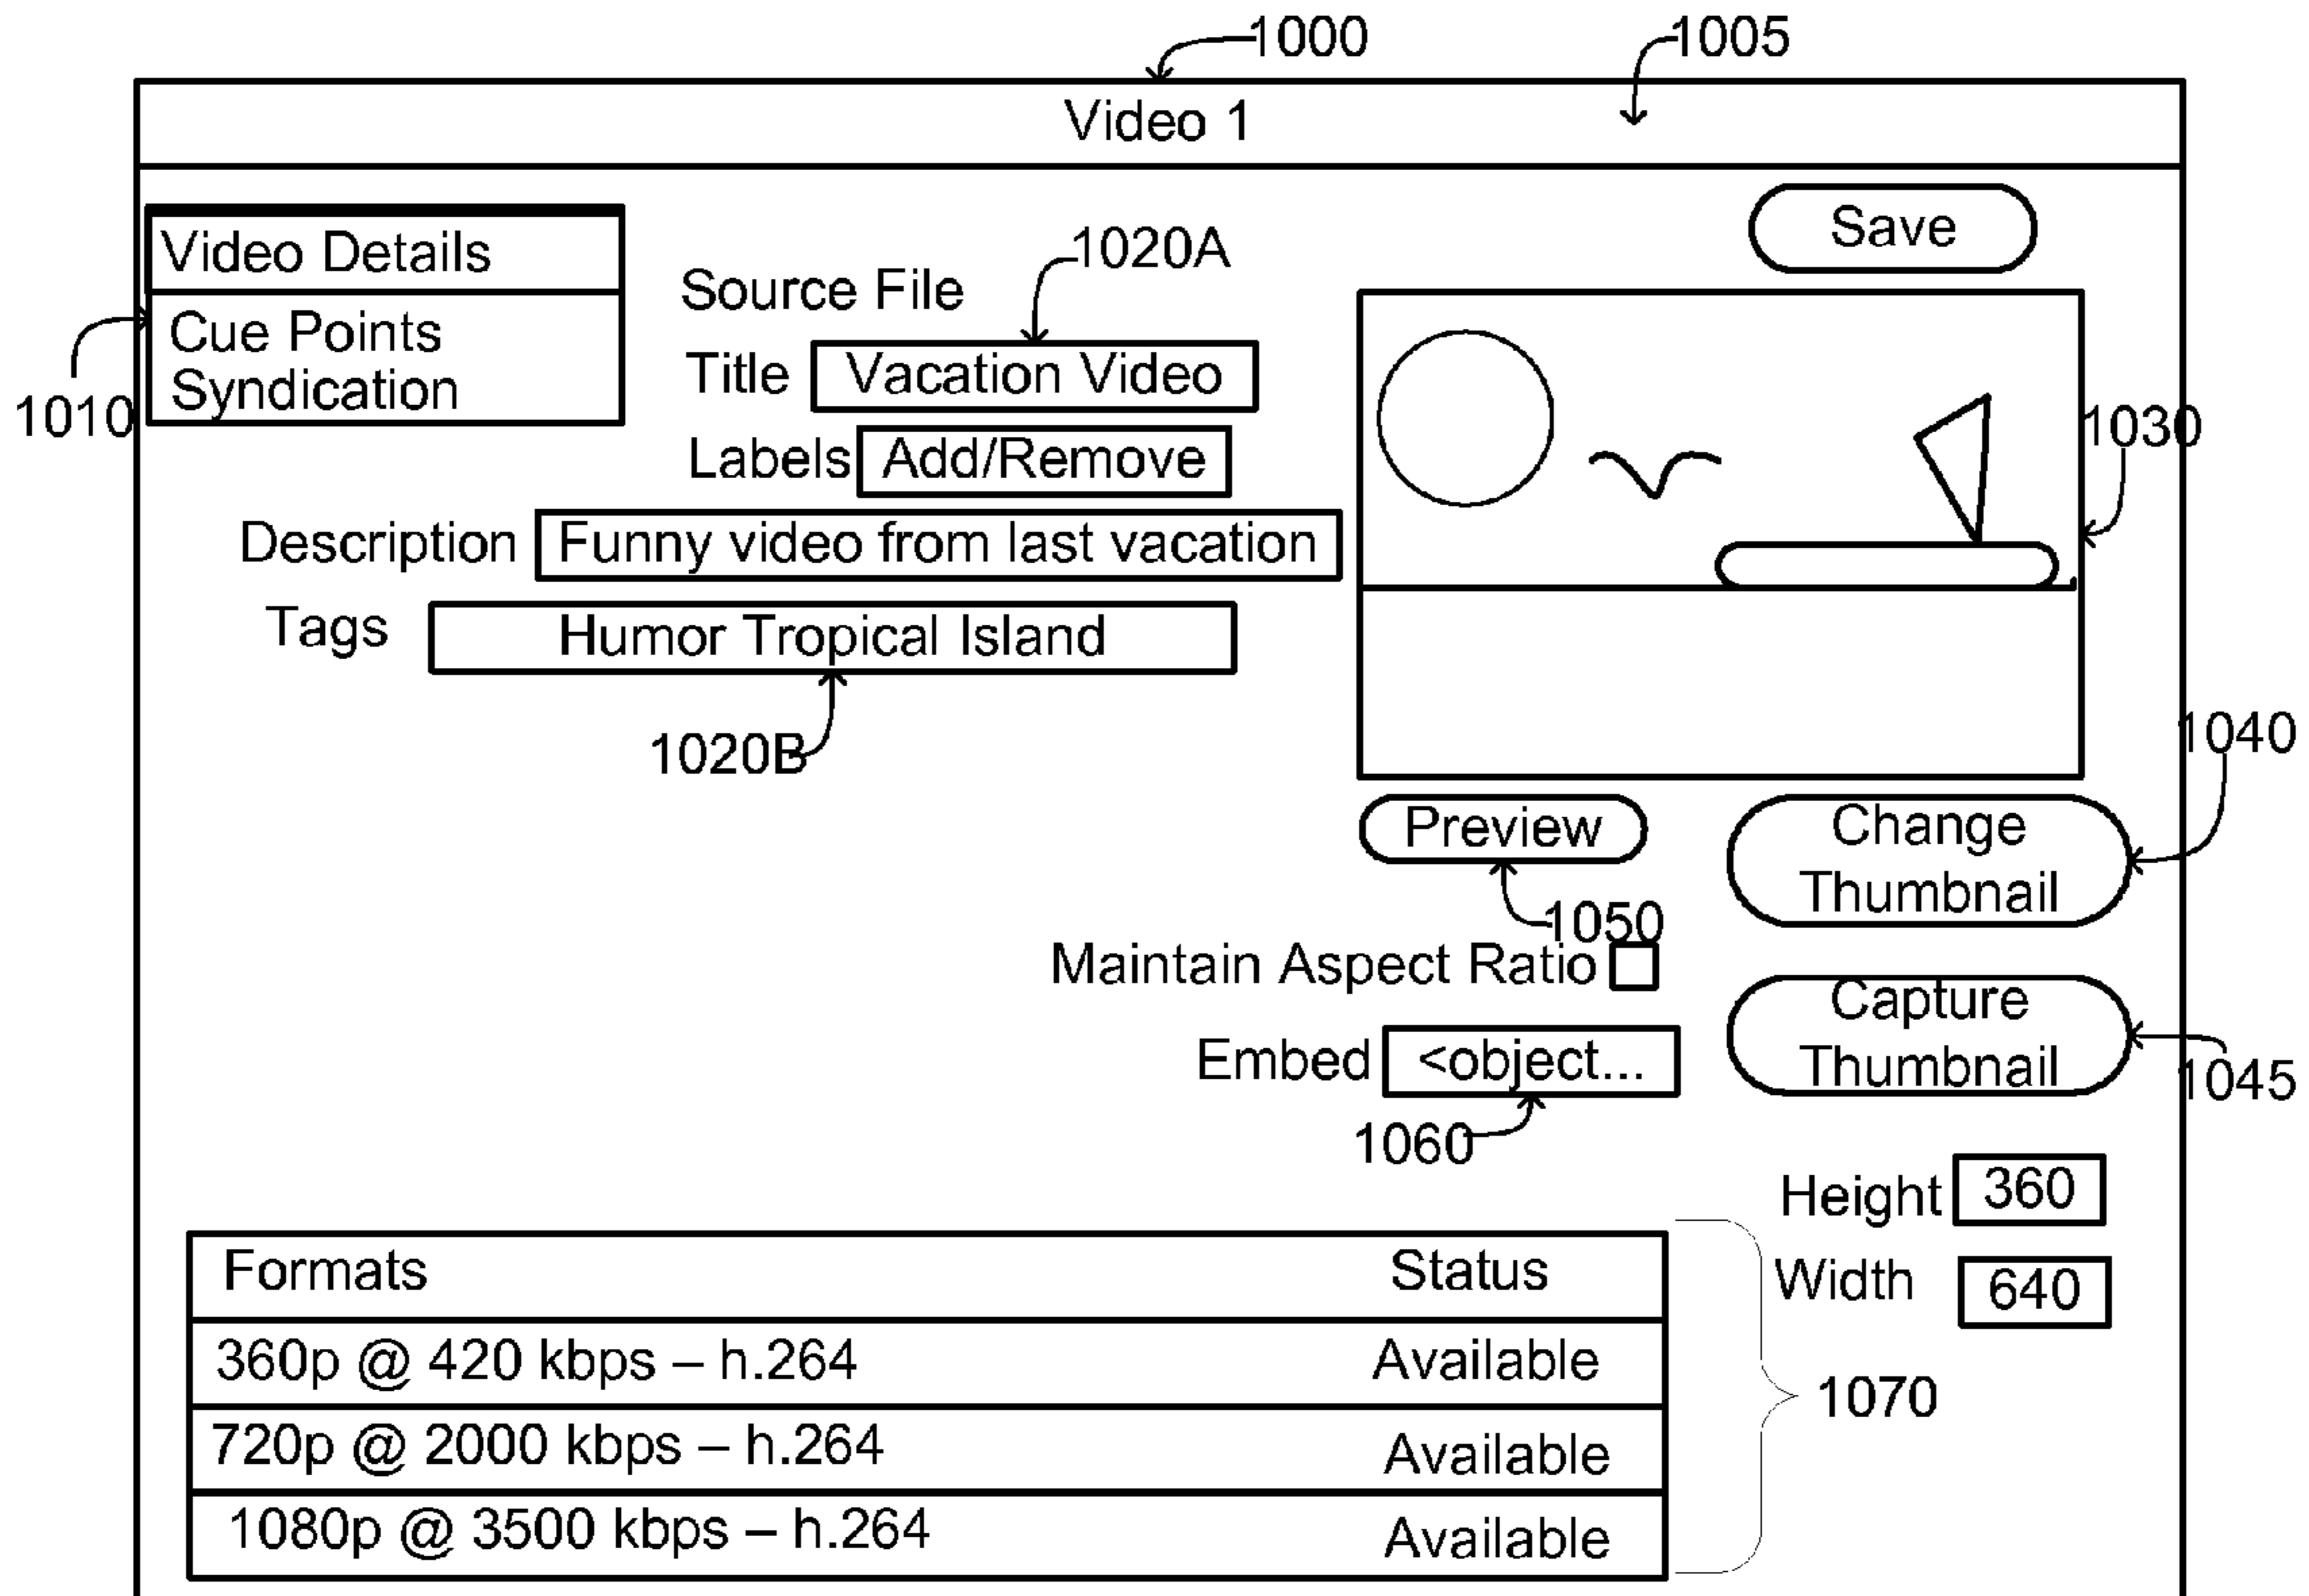 1000
1005
Video 1
Save
Video Details
Cue Points
Syndication
1010
1020A
Source File
Title Vacation Video
Labels Add/Remove
Description Funny video from last vacation
Tags Humor Tropical Island
1020B
1030
1040
Preview
Change
Thumbnail
1050
Maintain Aspect Ratio
Capture
Thumbnail
Embed <object...
1045
1060
Height 360
Width 640
Formats Status
360p @ 420 kbps – h.264 Available
720p @ 2000 kbps – h.264 Available
1080p @ 3500 kbps – h.264 Available
1070